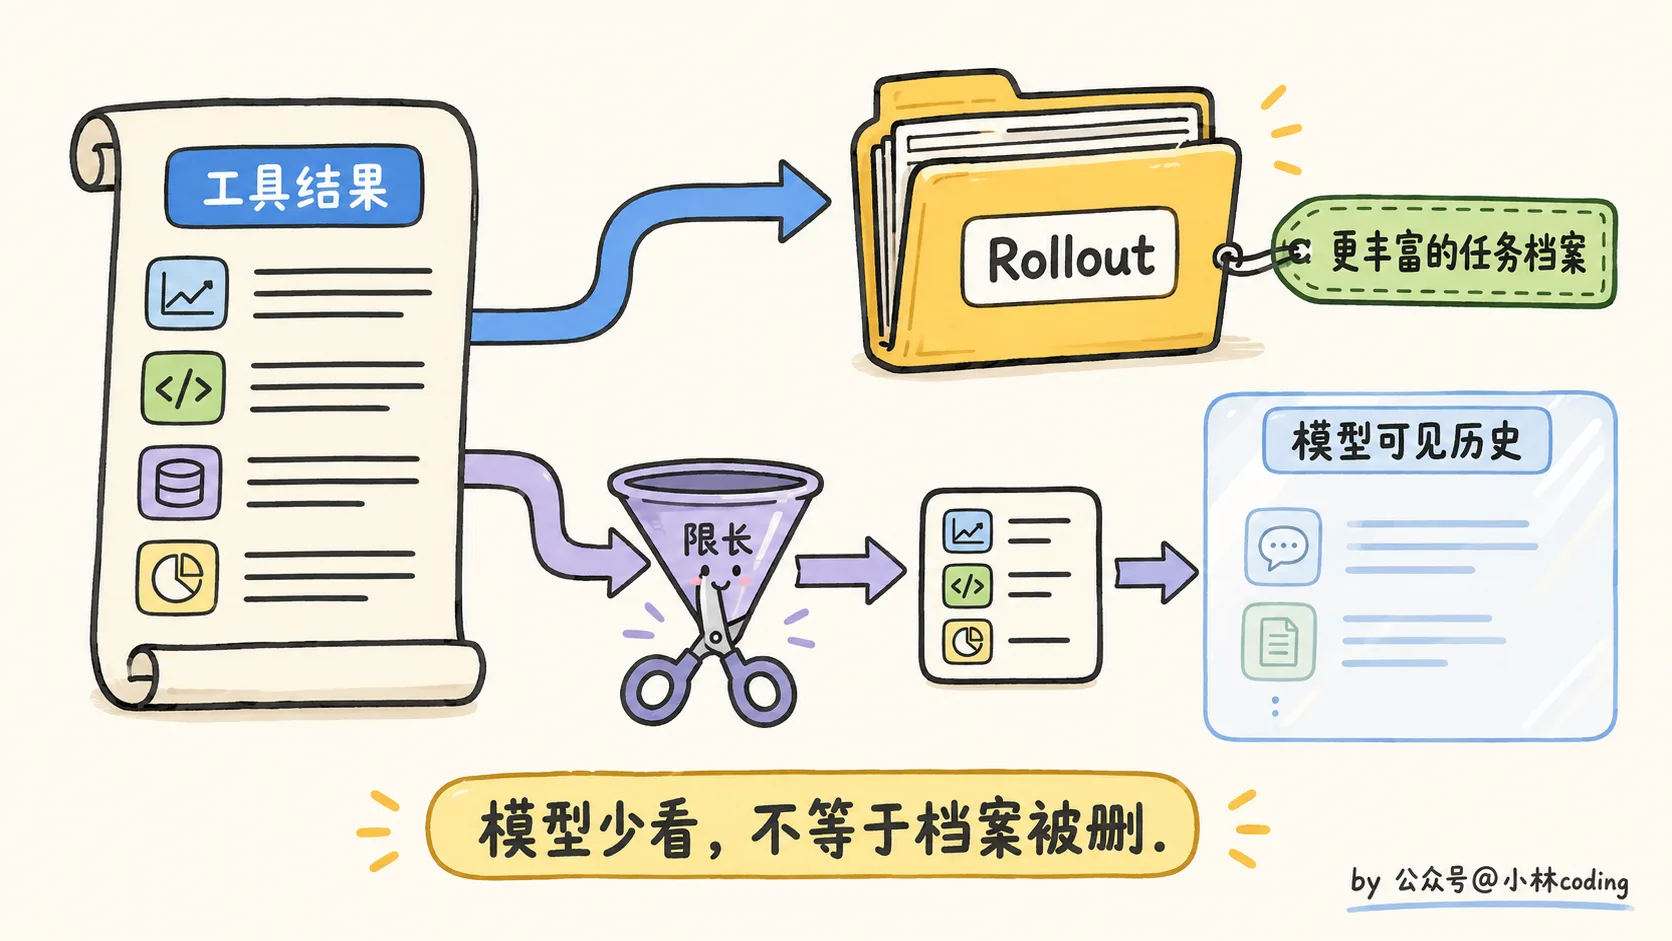 工具结果
Rollout
更丰富的任务档案
限长
</>
</>
模型可见历史
模型少看，不等于档案被删.
by 公众号@小林coding